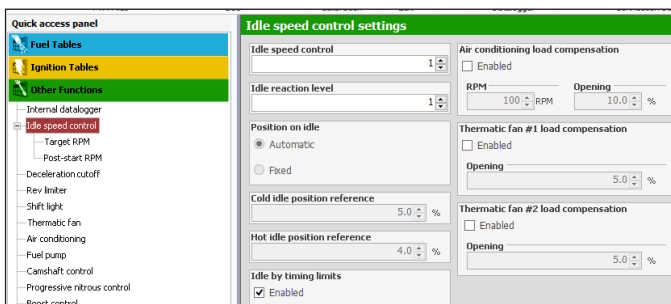 Quick access panel
Fuel Tables
Ignition Tables
Other Functions
Internal datalogger
Idle speed control
Target RPM
Post-start RPM
Deceleration cutoff
Rev limiter
Shift light
Thermatic fan
Air conditioning
Fuel pump
Camshaft control
Progressive nitrous control
Boost control
Idle speed control settings
Idle speed control
1
Idle reaction level
1
Position on idle
Automatic
Fixed
Cold idle position reference
5.0 %
Hot idle position reference
4.0 %
Idle by timing limits
Enabled
Air conditioning load compensation
Enabled
RPM Opening
100 RPM 10.0 %
Thermatic fan #1 load compensation
Enabled
Opening
5.0 %
Thermatic fan #2 load compensation
Enabled
Opening
5.0 %